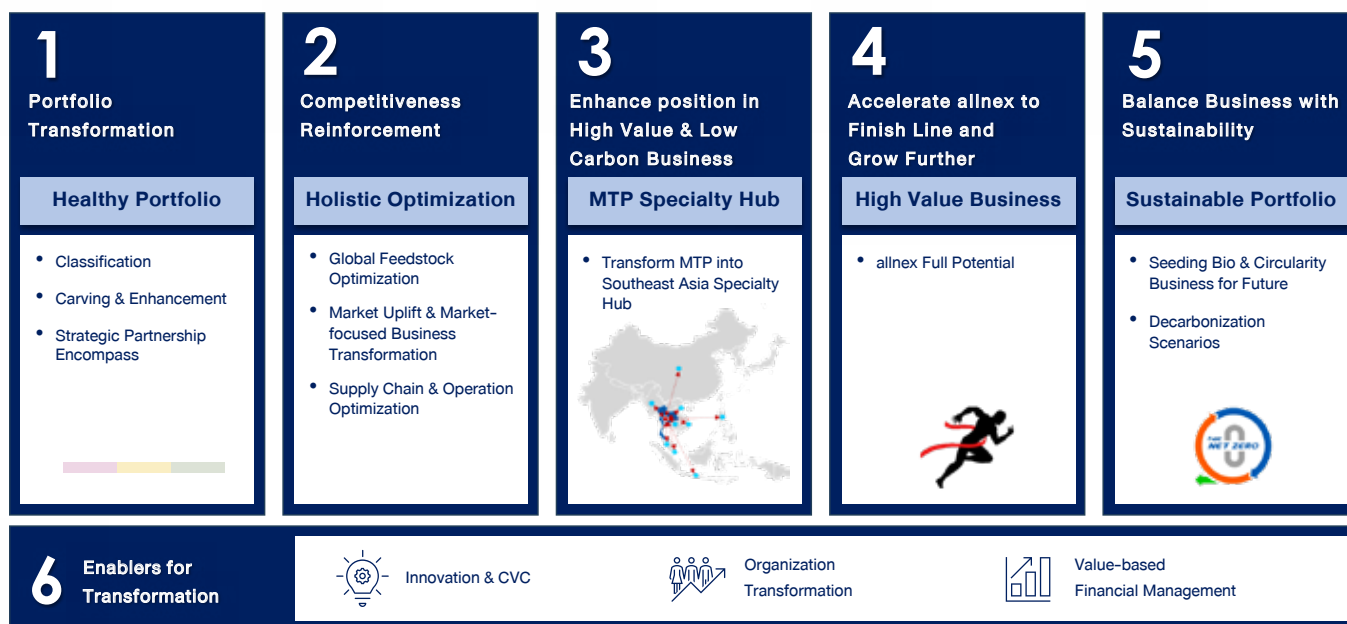 1
Portfolio
Transformation
Healthy Portfolio
• Classification
• Carving & Enhancement
• Strategic Partnership
Encompass
2
Competitiveness
Reinforcement
Holistic Optimization
• Global Feedstock
Optimization
• Market Uplift & Market-
focused Business
Transformation
• Supply Chain & Operation
Optimization
3
Enhance position in
High Value & Low
Carbon Business
MTP Specialty Hub
• Transform MTP into
Southeast Asia Specialty
Hub
4
Accelerate allnex to
Finish Line and
Grow Further
High Value Business
• allnex Full Potential
5
Balance Business with
Sustainability
Sustainable Portfolio
• Seeding Bio & Circularity
Business for Future
• Decarbonization
Scenarios
NET ZERO
6
Enablers for
Transformation
Innovation & CVC
Organization
Transformation
Value-based
Financial Management